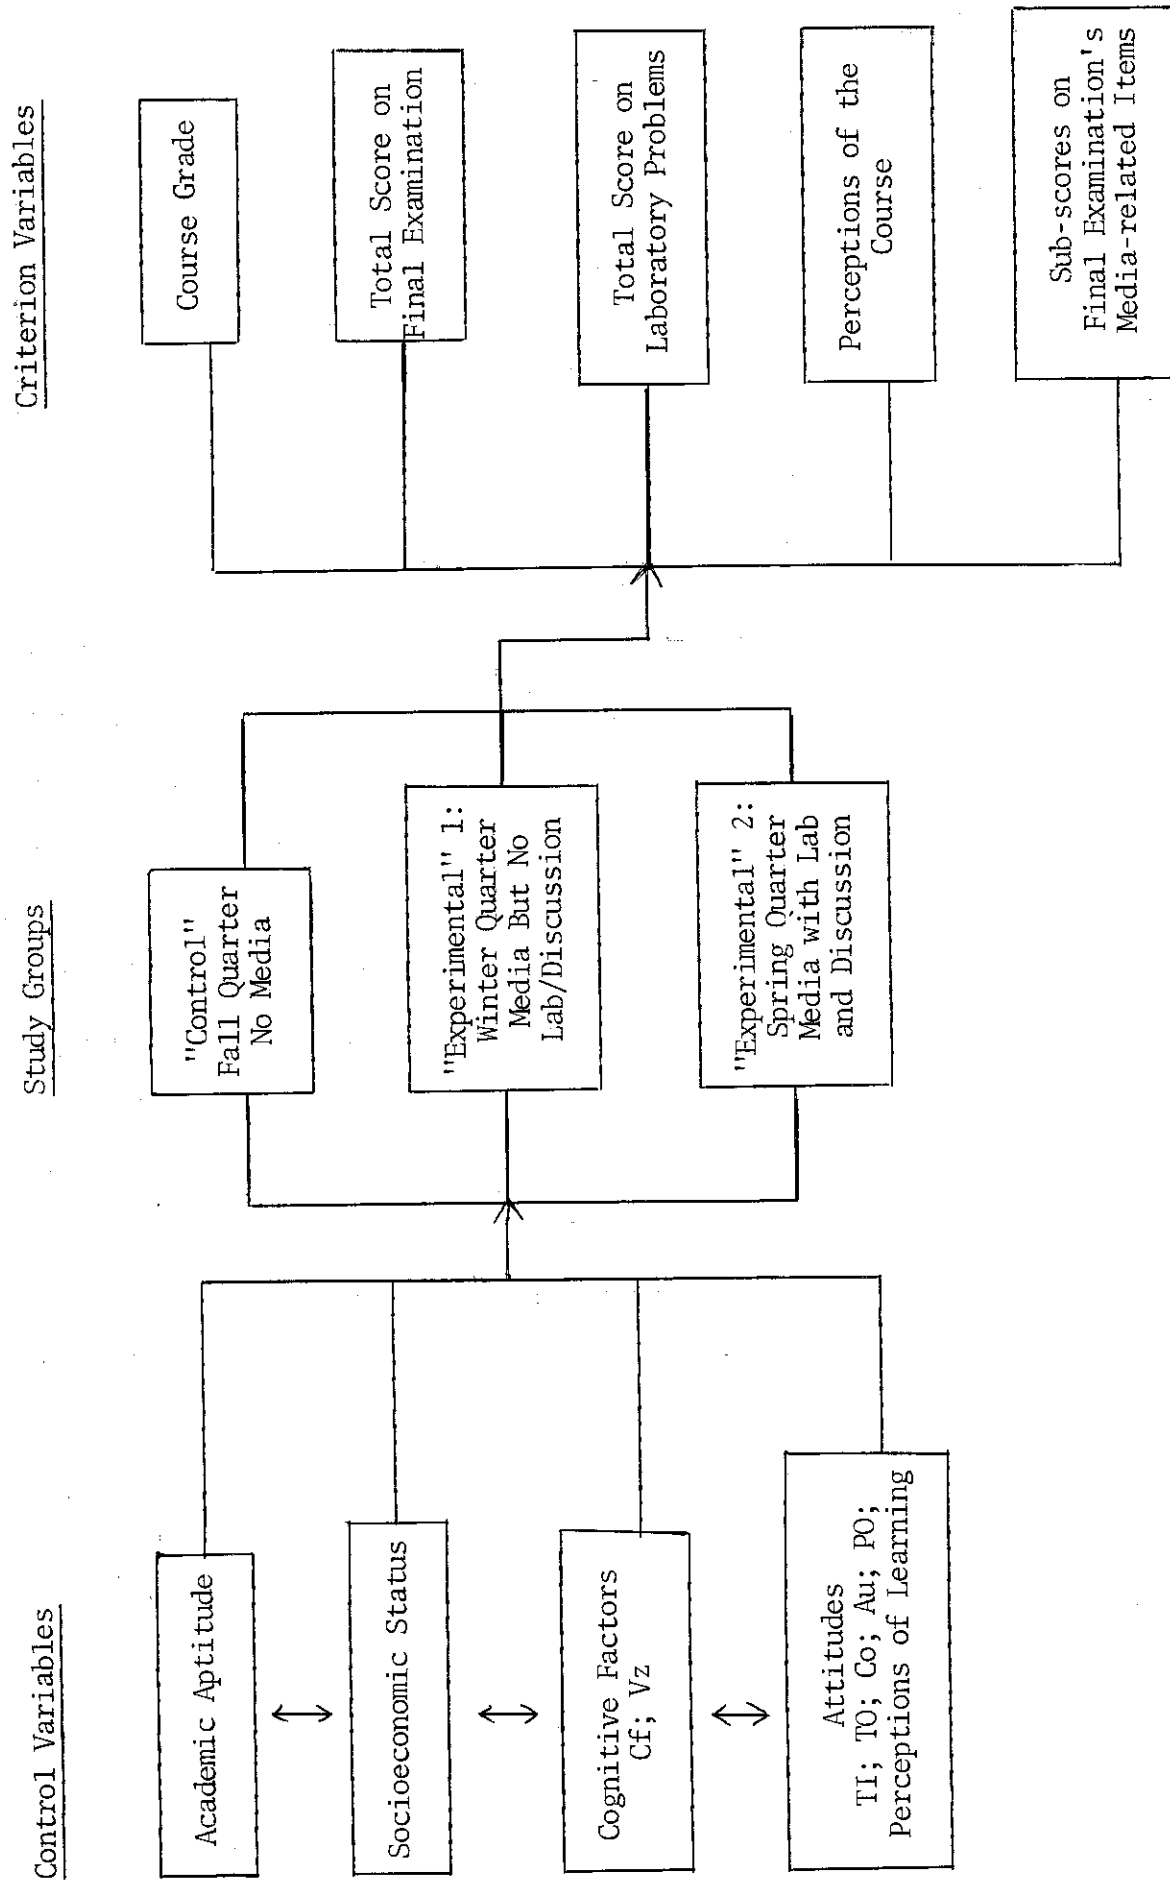 Control Variables
Academic Aptitude
Socioeconomic Status
Cognitive Factors
Cf; Vz
Attitudes
TI; TO; Co; Au; PO;
Perceptions of Learning
Study Groups
"Control"
Fall Quarter
No Media
"Experimental" 1:
Winter Quarter
Media But No
Lab/Discussion
"Experimental" 2:
Spring Quarter
Media with Lab
and Discussion
Criterion Variables
Course Grade
Total Score on
Final Examination
Total Score on
Laboratory Problems
Perceptions of the
Course
Sub-scores on
Final Examination's
Media-related Items